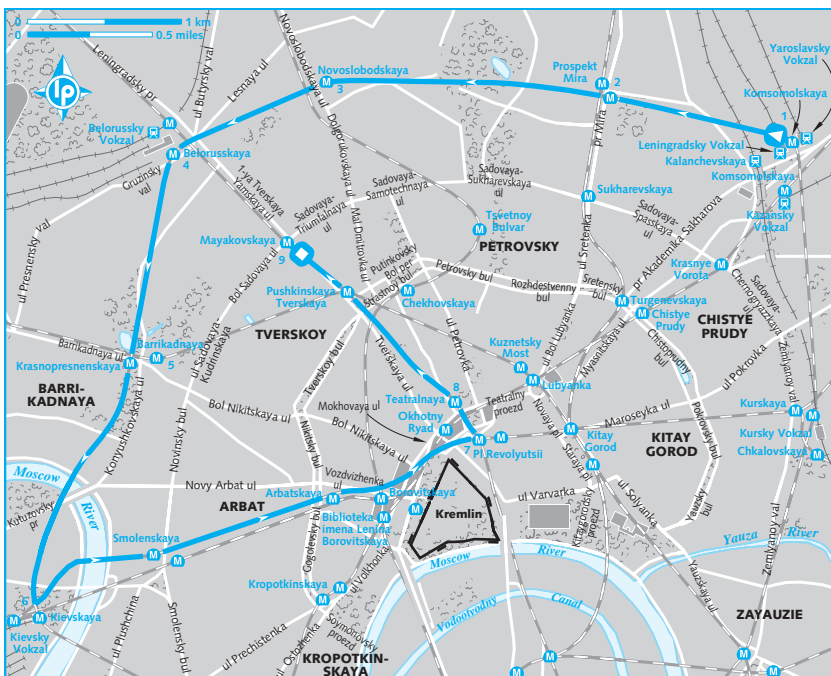 0 1 km
0 0.5 miles
lp
Leningradsky pr
ul Butyrsky val
Lesnaya ul
Novoslobodskaya ul
Novoslobodskaya
3
Prospekt
Mira
2
Yaroslavsky
Vokzal
Komsomolskaya
1
Belorussky
Vokzal
Belorusskaya
4
Dolgorukovskaya ul
pr Mira
Leningradsky Vokzal
Kalanchevskaya
Komsomolskaya
Kazansky
Vokzal
Gruzinsky
val
1-ya Tverskaya
Yamskaya ul
Sadovaya-
Triumfalnaya ul
Sadovaya-
Samotechnaya
ul
Sadovaya-
Sukharevskaya
ul
Sukharevskaya
Sadovaya-
Spasskaya
ul
pr Akademika Sakharova
ul Presnensky val
Mayakovskaya
9
Tsvetnoy
Bulvar
PETROVSKY
ul Sretenka
Krasnye
Vorota
Sadovaya-
Chernogryazskaya
ul
Bol Sadovaya ul
Mal Dmitrovka ul
Putinkovsky
Bol per
Strastnoy bul
Petrovsky bul
Rozhdestvenny
bul
Sretensky
bul
Pushkinskaya
Tverskaya
Chekhovskaya
Turgenevskaya
Chistye
Prudy
CHISTYE
PRUDY
TVERSKOY
ul Sadovaya-
Kudrinskaya
Tverskoy bul
Tverskaya ul
ul Petrovka
Kuznetsky
Most
ul Bol Lubyanka
Myasnitskaya ul
Chistoprudny
bul
Zemlyanoy val
ul Pokrovka
Barrikadnaya ul
Barrikadnaya
5
Krasnopresnenskaya
BARRI-
KADNAYA
Konyushkovskaya ul
Novinsky bul
Bol Nikitskaya ul
Nikitsky bul
Mokhovaya ul
Bol Nikitskaya ul
Teatralnaya
8
Okhotny
Ryad
Teatralny
proezd
Lubyanka
Novaya pl
Maroseyka ul
Kurskaya
Kursky Vokzal
Chkalovskaya
7
Pl Revolyutsii
Kitay
Gorod
Staraya pl
KITAY
GOROD
Pokrovsky bul
Moscow
River
Kutuzovsky
pr
Novy Arbat ul
Vozdvizhenka
ul
ARBAT
Arbatskaya
Borovitskaya
Biblioteka
imena Lenina
Borovitskaya
Kremlin
ul Varvarka
Kitaygorodsky
proezd
ul Solyanka
Yauzsky
bul
Smolenskaya
Gogolevsky bul
ul Volkhonka
Moscow
River
Yauza
River
Zemlyanoy val
Yauzskaya ul
Kropotkinskaya
6
Kievskaya
Kievsky
Vokzal
ul Plushchina
Smolensky bul
ul Prechistenka
ul Ostozhenka
Soymonovsky
proezd
KROPOTKIN-
SKAYA
Vodoolvodny
Canal
ZAYAUZIE